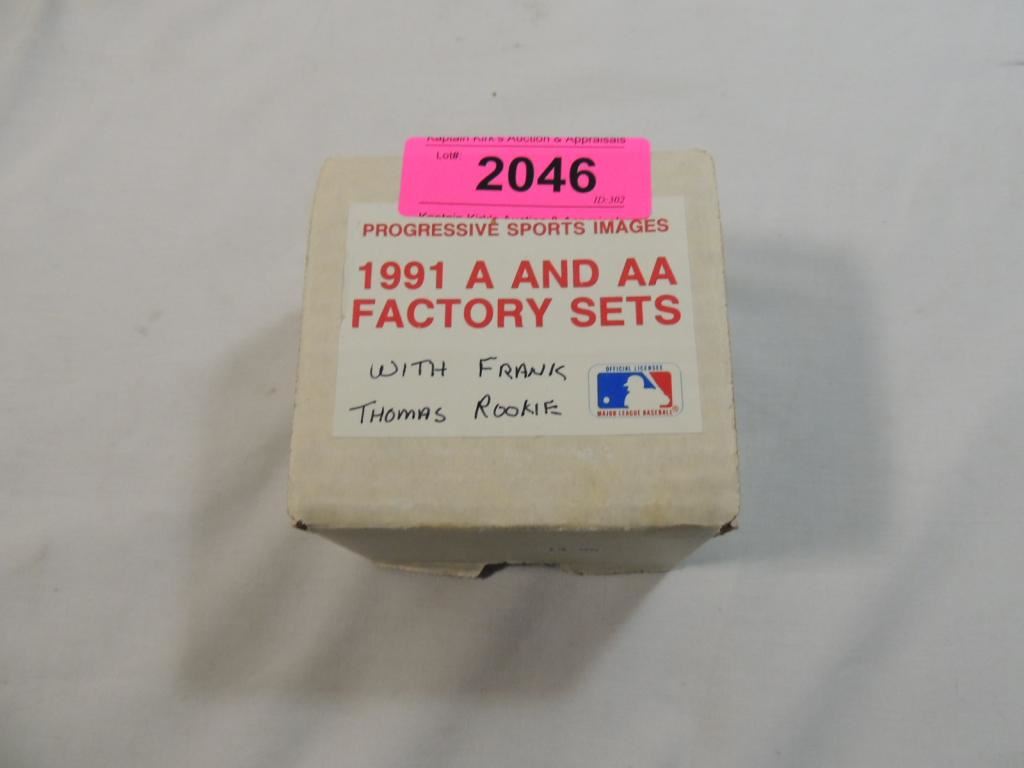 Kaptain Kirk's Auction & Appraisals
Lot#
2046
ID:302
PROGRESSIVE SPORTS IMAGES
1991 A AND AA
FACTORY SETS
WITH FRANK
THOMAS ROOKIE
OFFICIAL LICENSEE
MAJOR LEAGUE BASEBALL®